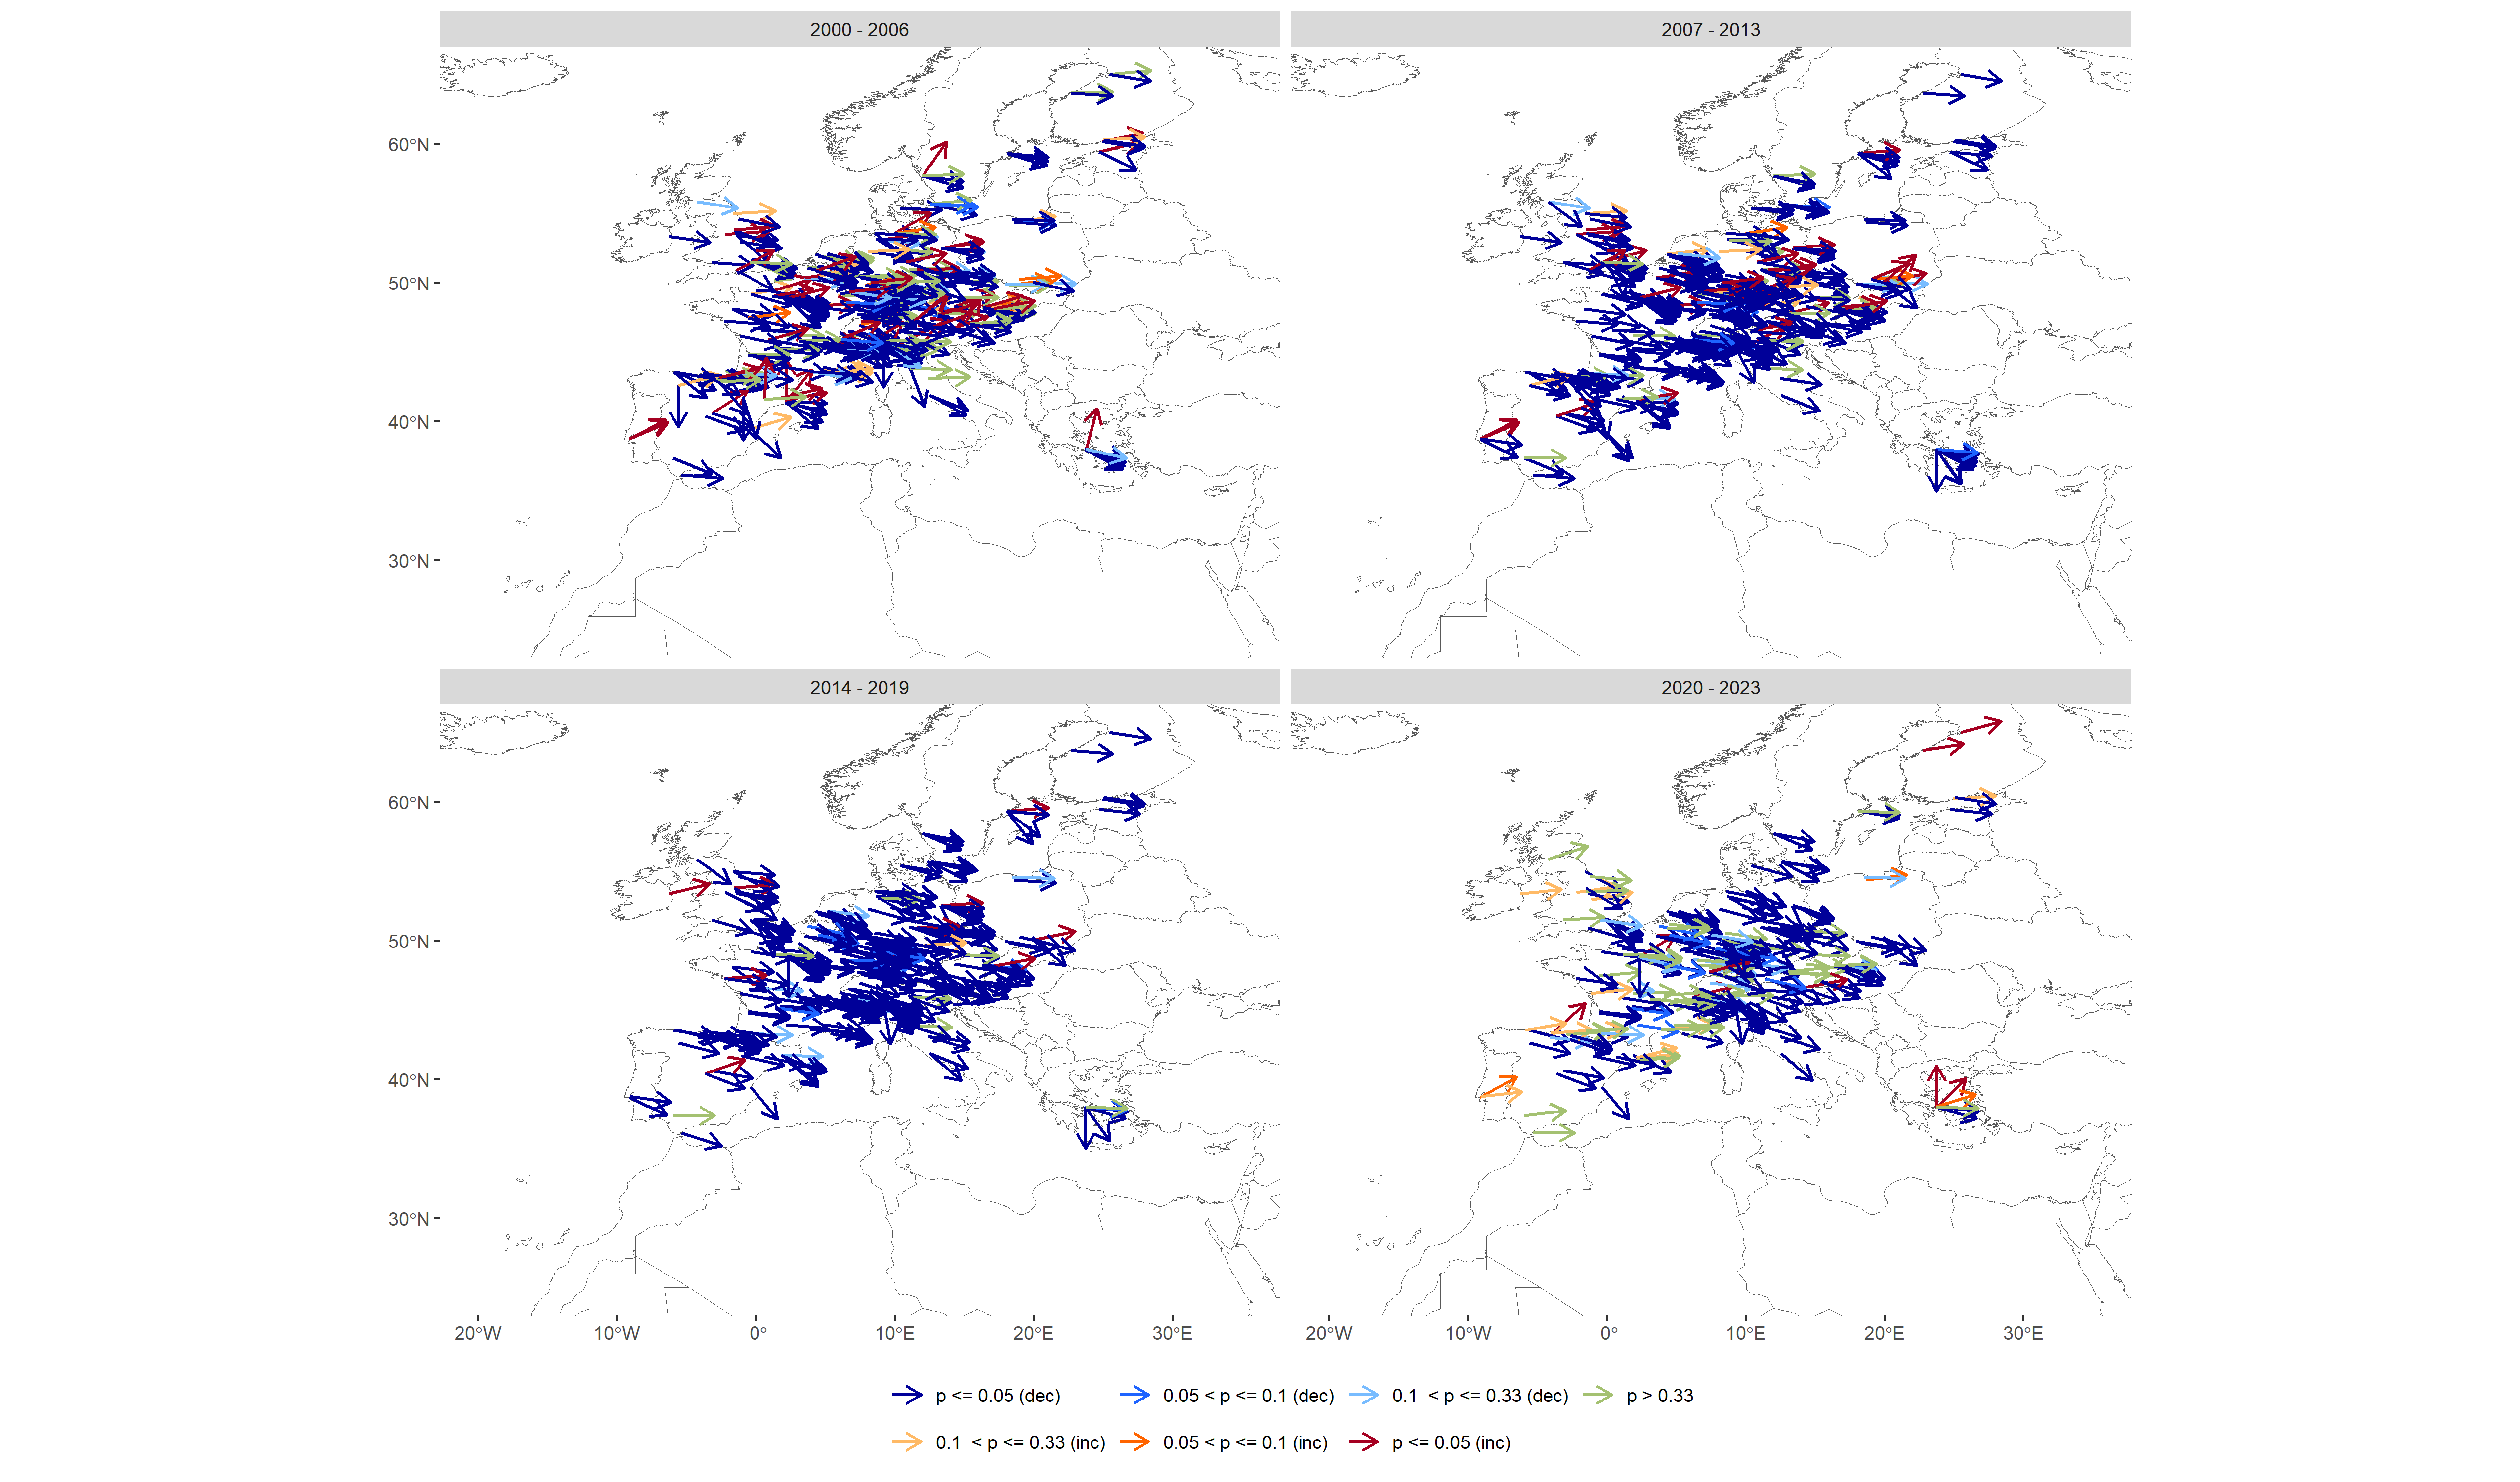 2000 - 2006
2007 - 2013
60°N
50°N
40°N
30°N
2014 - 2019
2020 - 2023
60°N
50°N
40°N
30°N
20°W 10°W 0° 10°E 20°E 30°E
20°W 10°W 0° 10°E 20°E 30°E
p <= 0.05 (dec) 0.05 < p <= 0.1 (dec) 0.1 < p <= 0.33 (dec) p > 0.33
0.1 < p <= 0.33 (inc) 0.05 < p <= 0.1 (inc) p <= 0.05 (inc)